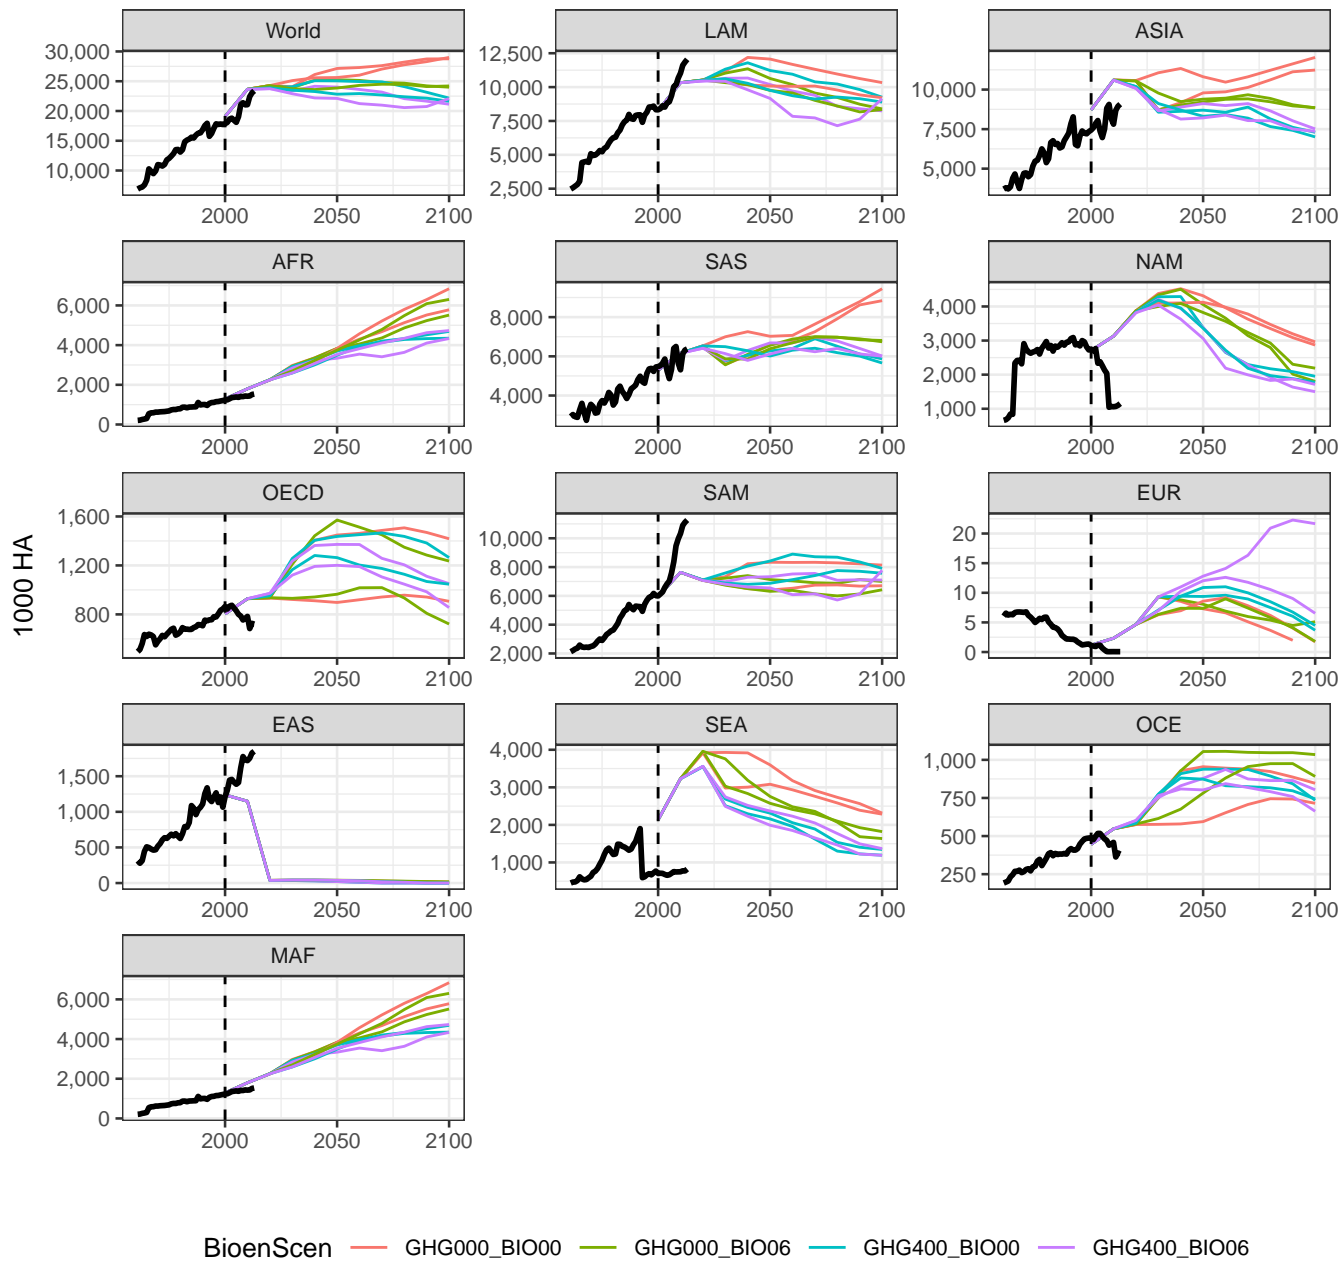 World
LAM
ASIA
30,000
25,000
20,000
15,000
10,000
12,500
10,000
7,500
5,000
2,500
10,000
7,500
5,000
2000 2050 2100
2000 2050 2100
2000 2050 2100
AFR
SAS
NAM
6,000
4,000
2,000
0
8,000
6,000
4,000
4,000
3,000
2,000
1,000
2000 2050 2100
2000 2050 2100
2000 2050 2100
1000 HA
OECD
SAM
EUR
1,600
1,200
800
10,000
8,000
6,000
4,000
2,000
20
15
10
5
0
2000 2050 2100
2000 2050 2100
2000 2050 2100
EAS
SEA
OCE
1,500
1,000
500
0
4,000
3,000
2,000
1,000
1,000
750
500
250
2000 2050 2100
2000 2050 2100
2000 2050 2100
MAF
6,000
4,000
2,000
0
2000 2050 2100
BioenScen GHG000_BIO00 GHG000_BIO06 GHG400_BIO00 GHG400_BIO06